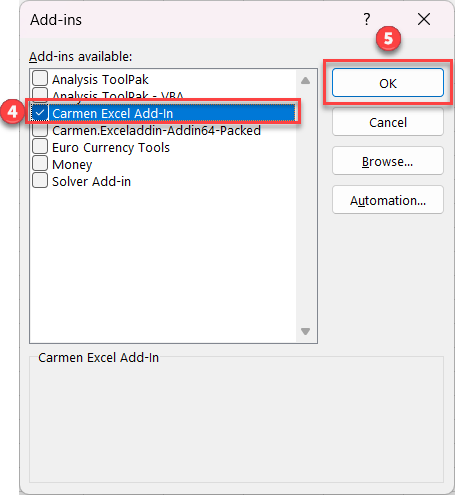 Add-ins
?
5
Add-ins available:
Analysis ToolPak
Analysis ToolPak - VBA
4
Carmen Excel Add-In
Carmen.Exceladdin-Addin64-Packed
Euro Currency Tools
Money
Solver Add-in
OK
Cancel
Browse...
Automation...
Carmen Excel Add-In